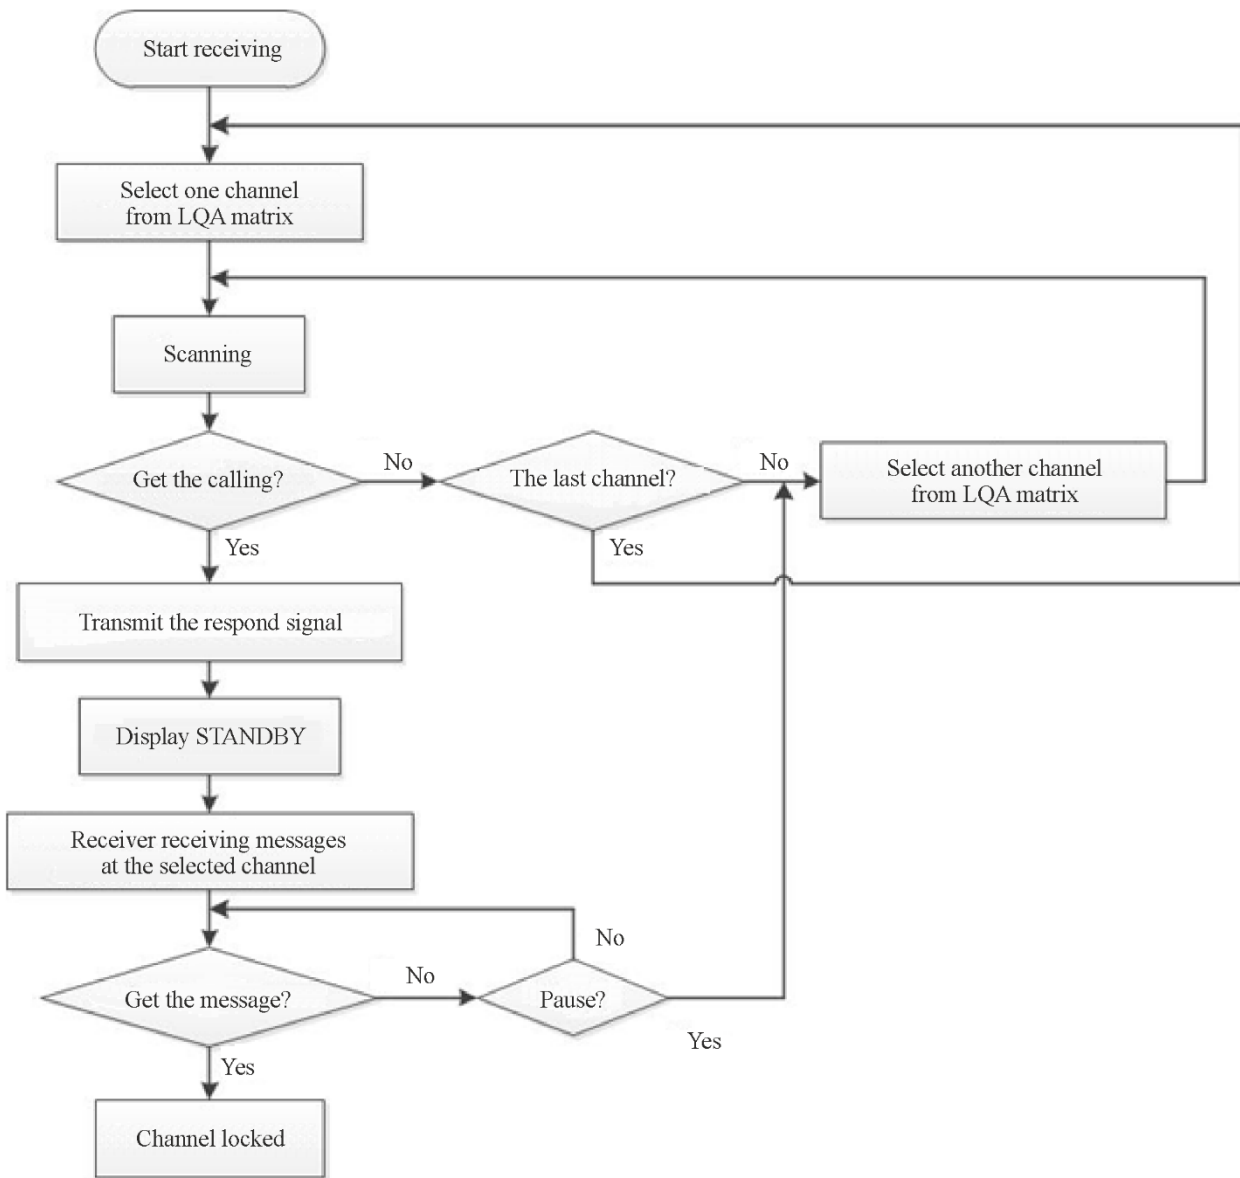 Start receiving
Select one channel
from LQA matrix
Scanning
Get the calling?
No
The last channel?
No
Select another channel
from LQA matrix
Yes
Yes
Transmit the respond signal
Display STANDBY
Receiver receiving messages
at the selected channel
No
Get the message?
No
Pause?
Yes
Yes
Channel locked